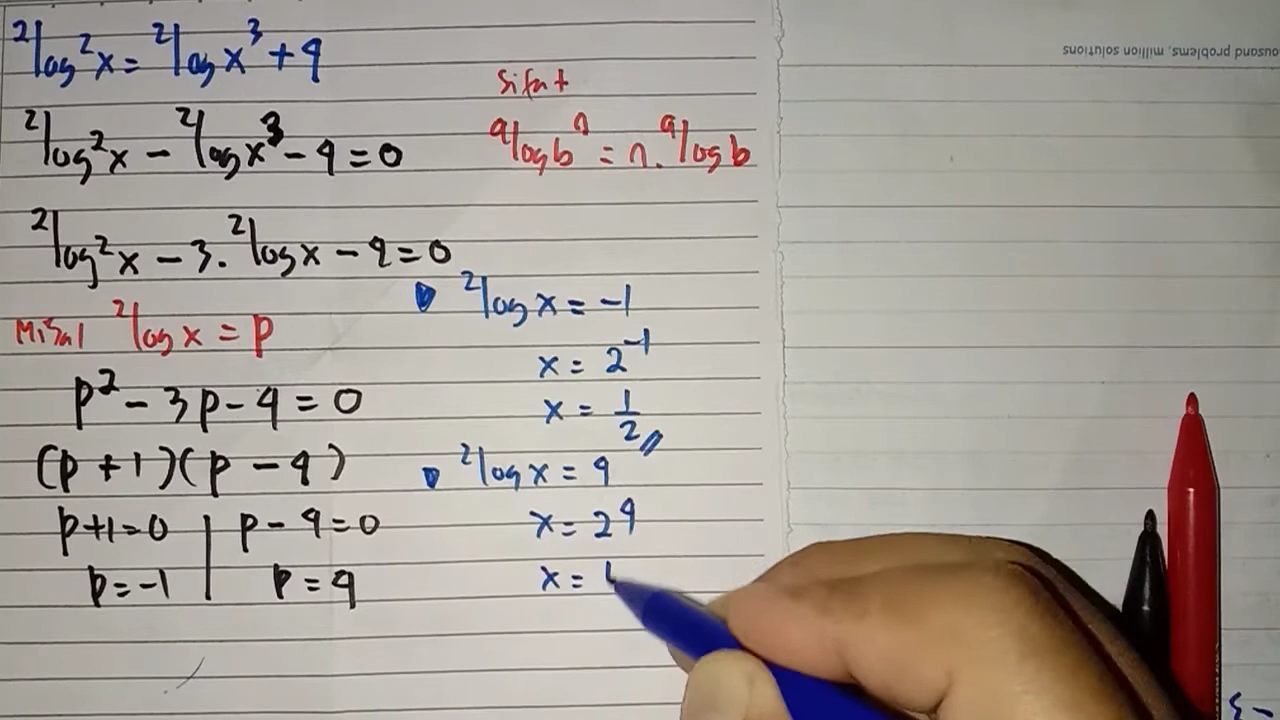 ²log²x = ²log x³ + 4
²log²x - ²log x³ - 4 = 0
²log²x - 3. ²log x - 4 = 0
Misal ²log x = p
p² - 3p - 4 = 0
(p + 1)(p - 4)
p+1=0 | p - 4 = 0
p = -1 | p = 4
Sifat
ᵃlog bⁿ = n. ᵃlog b
²log x = -1
x = 2⁻¹
x = 1/2
²log x = 4
x = 2⁴
x = 1
ousand problems, million solutions